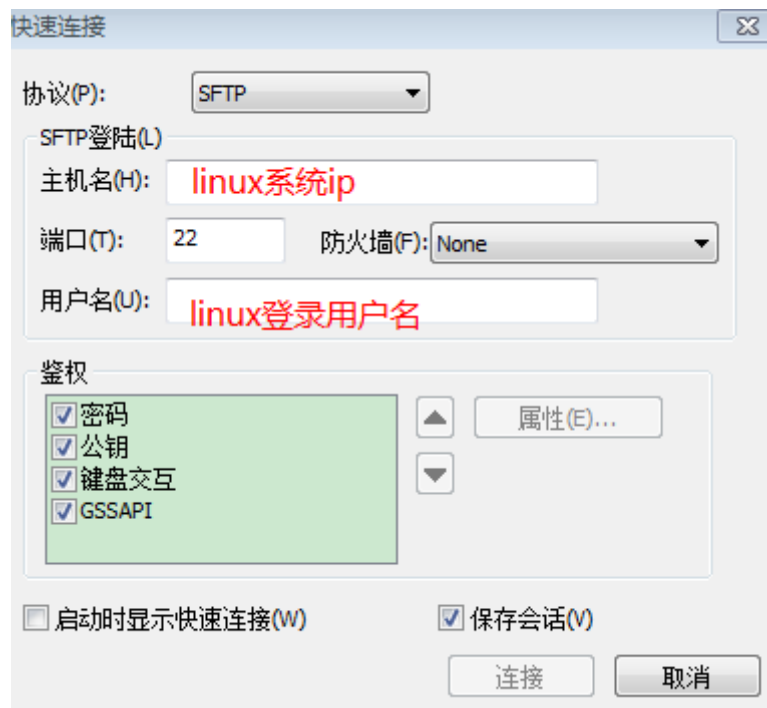 快速连接
协议(P): SFTP
SFTP登陆(L)
主机名(H): linux系统ip
端口(T): 22 防火墙(F): None
用户名(U): linux登录用户名
鉴权
密码
公钥
键盘交互
GSSAPI
属性(E)...
启动时显示快速连接(W) 保存会话(V)
连接 取消